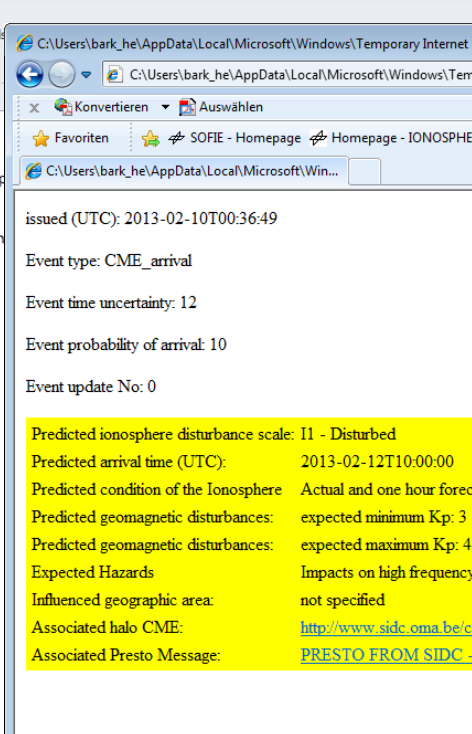 C:\Users\bark_he\AppData\Local\Microsoft\Windows\Temporary Internet
C:\Users\bark_he\AppData\Local\Microsoft\Windows\Tem
x Konvertieren Auswählen
Favoriten SOFIE - Homepage Homepage - IONOSPHE
C:\Users\bark_he\AppData\Local\Microsoft\Win...
issued (UTC): 2013-02-10T00:36:49
Event type: CME_arrival
Event time uncertainty: 12
Event probability of arrival: 10
Event update No: 0
Predicted ionosphere disturbance scale: I1 - Disturbed
Predicted arrival time (UTC): 2013-02-12T10:00:00
Predicted condition of the Ionosphere Actual and one hour forec
Predicted geomagnetic disturbances: expected minimum Kp: 3
Predicted geomagnetic disturbances: expected maximum Kp: 4
Expected Hazards Impacts on high frequency
Influenced geographic area: not specified
Associated halo CME: http://www.sidc.oma.be/c
Associated Presto Message: PRESTO FROM SIDC -